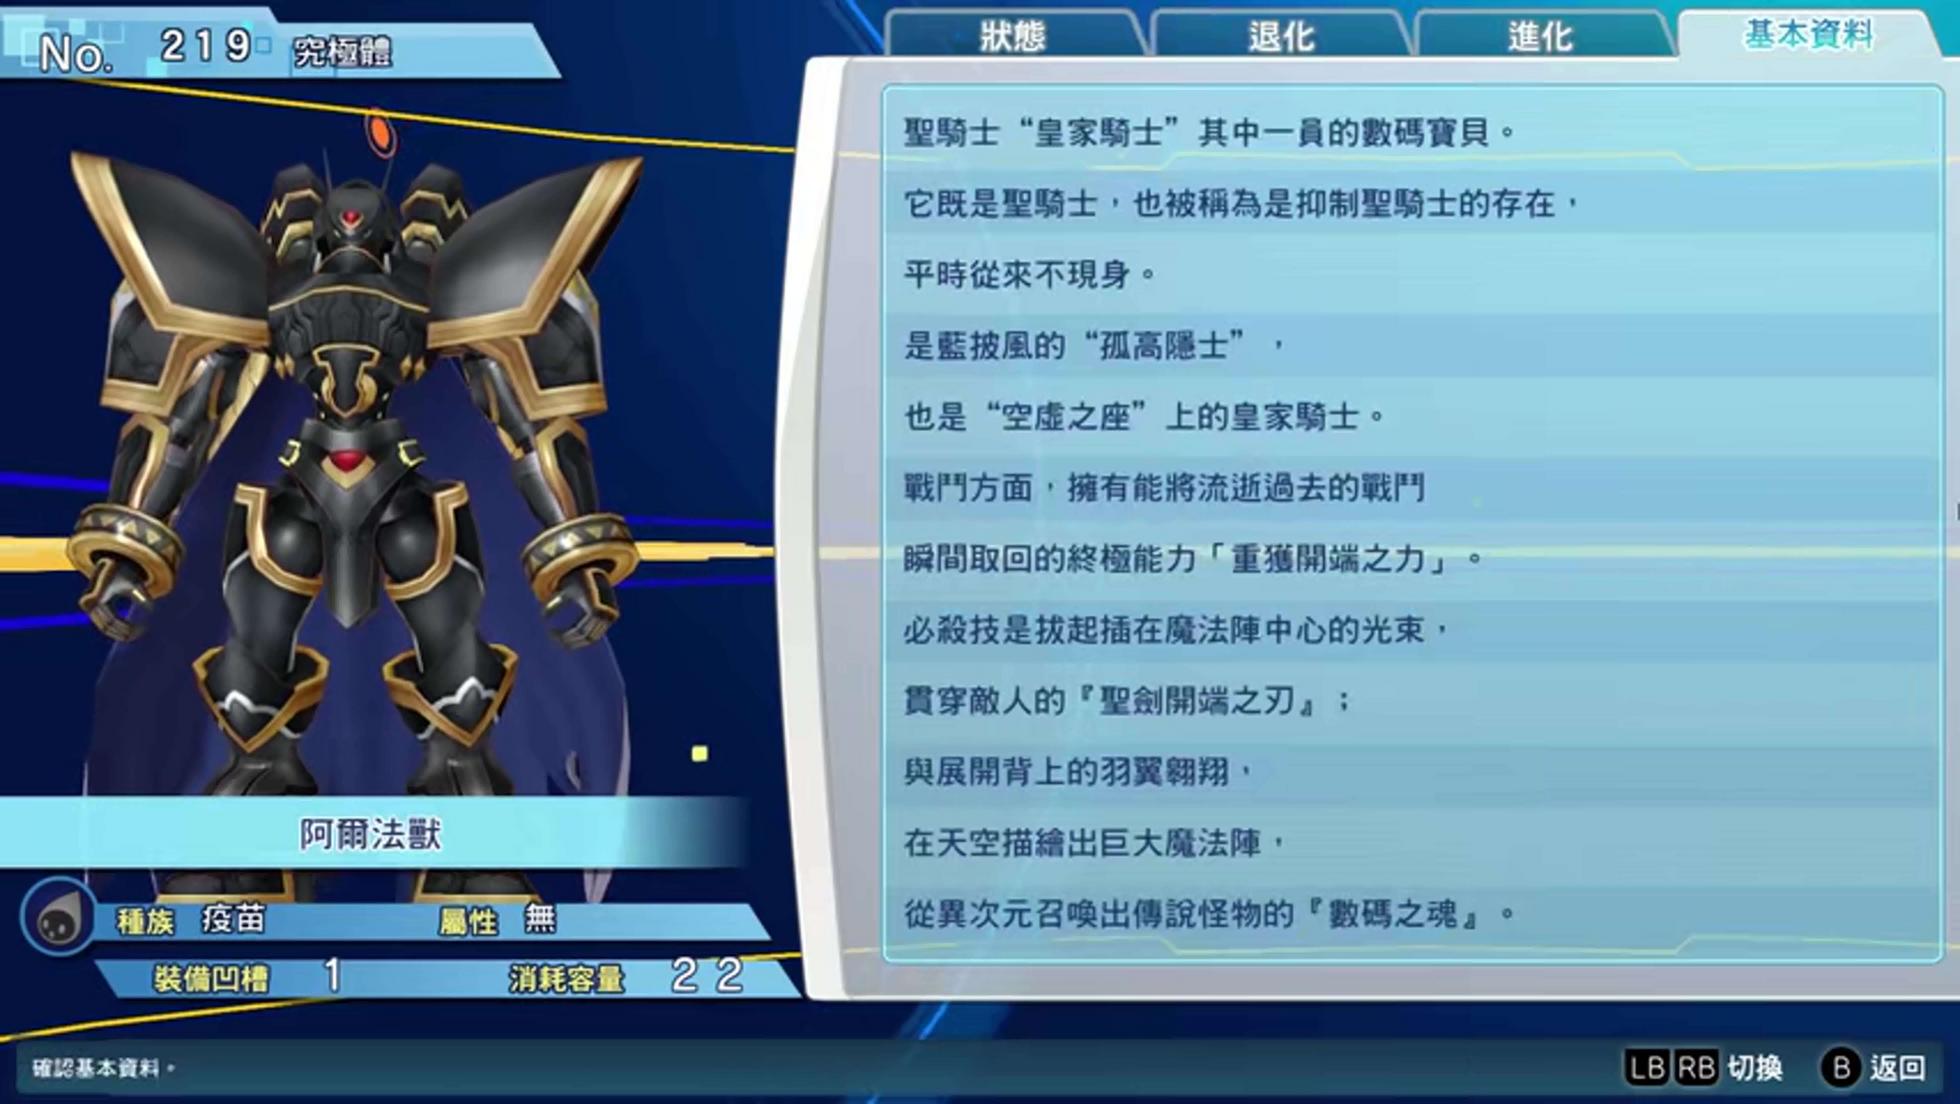 No. 219 究極體
狀態 退化 進化 基本資料
聖騎士“皇家騎士”其中一員的數碼寶貝。
它既是聖騎士，也被稱為是抑制聖騎士的存在，
平時從來不現身。
是藍披風的“孤高隱士”，
也是“空虛之座”上的皇家騎士。
戰鬥方面，擁有能將流逝過去的戰鬥
瞬間取回的終極能力「重獲開端之力」。
必殺技是拔起插在魔法陣中心的光束，
貫穿敵人的『聖劍開端之刃』；
與展開背上的羽翼翱翔，
在天空描繪出巨大魔法陣，
從異次元召喚出傳說怪物的『數碼之魂』。
阿爾法獸
種族 疫苗 屬性 無
裝備凹槽 1 消耗容量 22
確認基本資料。
LB RB 切換 B 返回